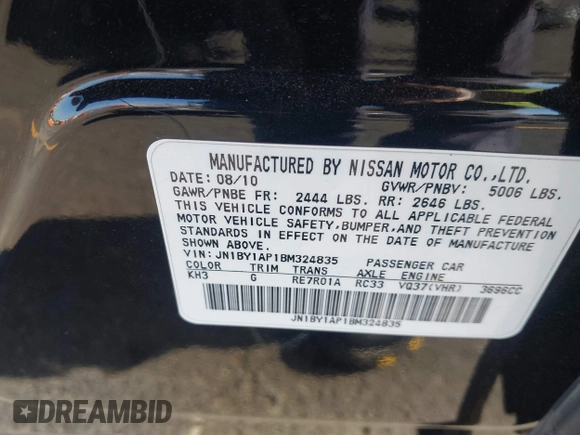 MANUFACTURED BY NISSAN MOTOR CO.,LTD.
DATE: 08/10 GVWR/PNBV: 5006 LBS.
GAWR/PNBE FR: 2444 LBS. RR: 2646 LBS.
THIS VEHICLE CONFORMS TO ALL APPLICABLE FEDERAL
MOTOR VEHICLE SAFETY,BUMPER,AND THEFT PREVENTION
STANDARDS IN EFFECT ON THE DATE OF MANUFACTURE
SHOWN ABOVE.
VIN: JN1BY1AP1BM324835 PASSENGER CAR
COLOR TRIM TRANS AXLE ENGINE
KH3 G RE7R01A RC33 VQ37(VHR) 3696CC
JN1BY1AP1BM324835
DREAMBID